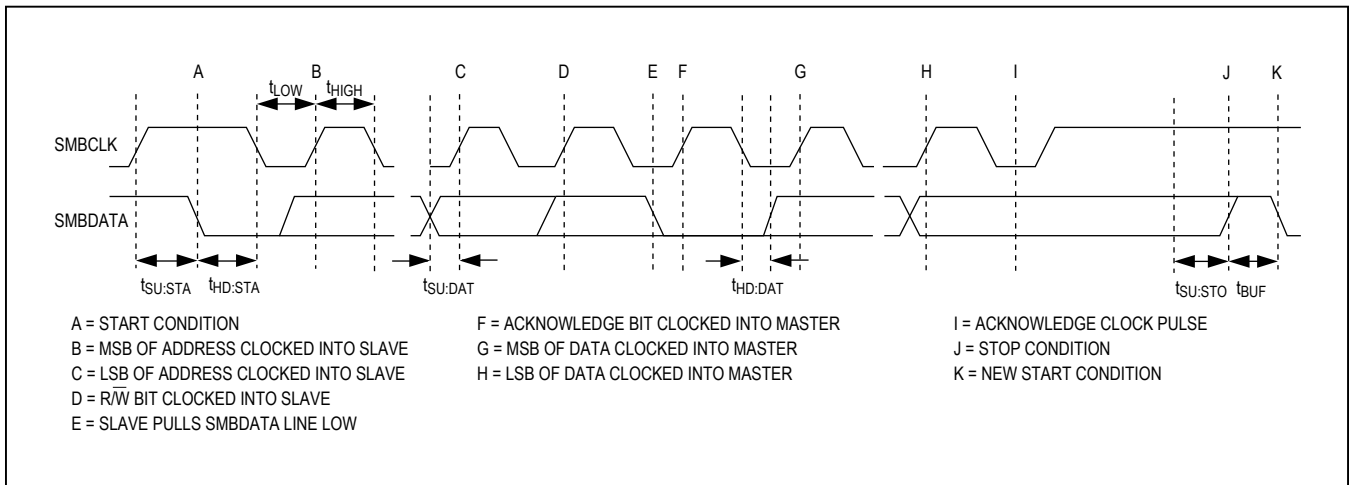 A B C D E F G H I J K
tLOW tHIGH
SMBCLK
SMBDATA
tSU:STA tHD:STA tSU:DAT tHD:DAT tSU:STO tBUF
A = START CONDITION
B = MSB OF ADDRESS CLOCKED INTO SLAVE
C = LSB OF ADDRESS CLOCKED INTO SLAVE
D = R/W̅ BIT CLOCKED INTO SLAVE
E = SLAVE PULLS SMBDATA LINE LOW
F = ACKNOWLEDGE BIT CLOCKED INTO MASTER
G = MSB OF DATA CLOCKED INTO MASTER
H = LSB OF DATA CLOCKED INTO MASTER
I = ACKNOWLEDGE CLOCK PULSE
J = STOP CONDITION
K = NEW START CONDITION